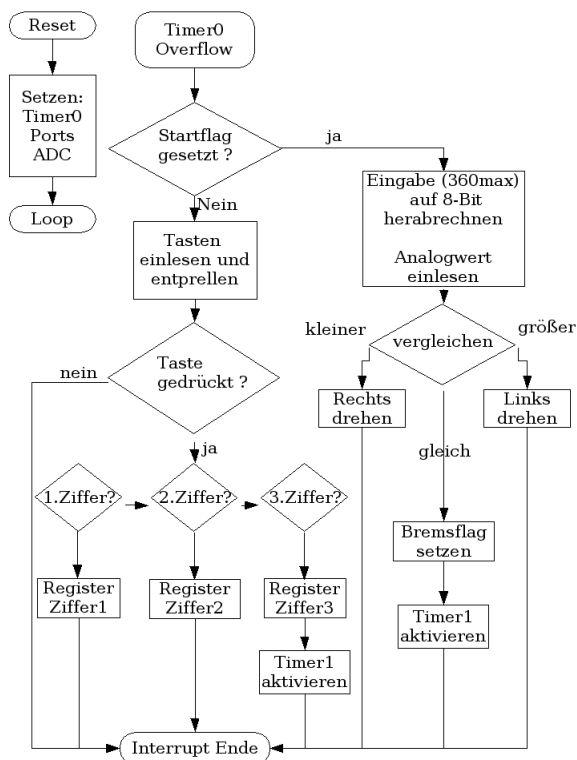 Reset
Setzen:
Timer0
Ports
ADC
Loop
Timer0
Overflow
Startflag
gesetzt ?
ja
Nein
Tasten
einlesen und
entprellen
Taste
gedrückt ?
nein
ja
1.Ziffer?
2.Ziffer?
3.Ziffer?
Register
Ziffer1
Register
Ziffer2
Register
Ziffer3
Timer1
aktivieren
Eingabe (360max)
auf 8-Bit
herabrechnen
Analogwert
einlesen
vergleichen
kleiner
größer
Rechts
drehen
Links
drehen
gleich
Bremsflag
setzen
Timer1
aktivieren
Interrupt Ende